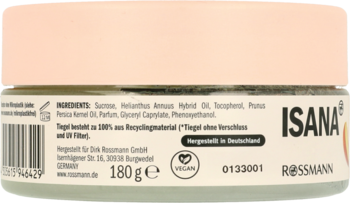 INGREDIENTS: Sucrose, Helianthus Annuus Hybrid Oil, Tocopherol, Prunus
Persica Kernel Oil, Parfum, Glyceryl Caprylate, Phenoxyethanol.
Tiegel besteht zu 100% aus Recyclingmaterial (*Tiegel ohne Verschluss
und UV Filter).
Hergestellt in Deutschland
Hergestellt für Dirk Rossmann GmbH
Isernhägener Str. 16, 30938 Burgwedel
GERMANY
www.rossmann.de
180 g
VEGAN
0133001
ISANA
ROSSMANN